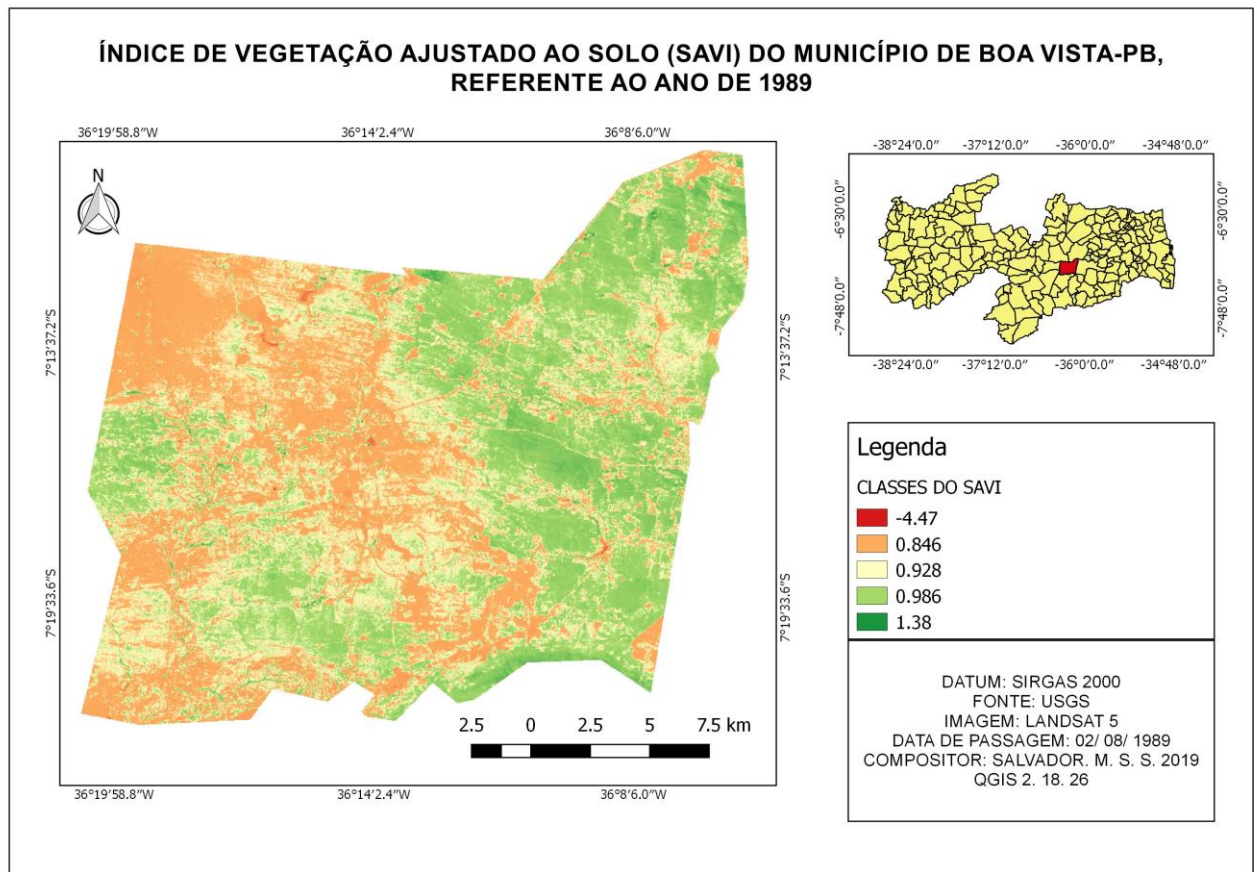 ÍNDICE DE VEGETAÇÃO AJUSTADO AO SOLO (SAVI) DO MUNICÍPIO DE BOA VISTA-PB,
REFERENTE AO ANO DE 1989
36°19′58.8″W 36°14′2.4″W 36°8′6.0″W
N
7°13′37.2″S
7°19′33.6″S
7°13′37.2″S
7°19′33.6″S
2.5 0 2.5 5 7.5 km
36°19′58.8″W 36°14′2.4″W 36°8′6.0″W
-38°24′0.0″ -37°12′0.0″ -36°0′0.0″ -34°48′0.0″
-6°30′0.0″
-7°48′0.0″
-6°30′0.0″
-7°48′0.0″
-38°24′0.0″ -37°12′0.0″ -36°0′0.0″ -34°48′0.0″
Legenda
CLASSES DO SAVI
-4.47
0.846
0.928
0.986
1.38
DATUM: SIRGAS 2000
FONTE: USGS
IMAGEM: LANDSAT 5
DATA DE PASSAGEM: 02/ 08/ 1989
COMPOSITOR: SALVADOR. M. S. S. 2019
QGIS 2. 18. 26